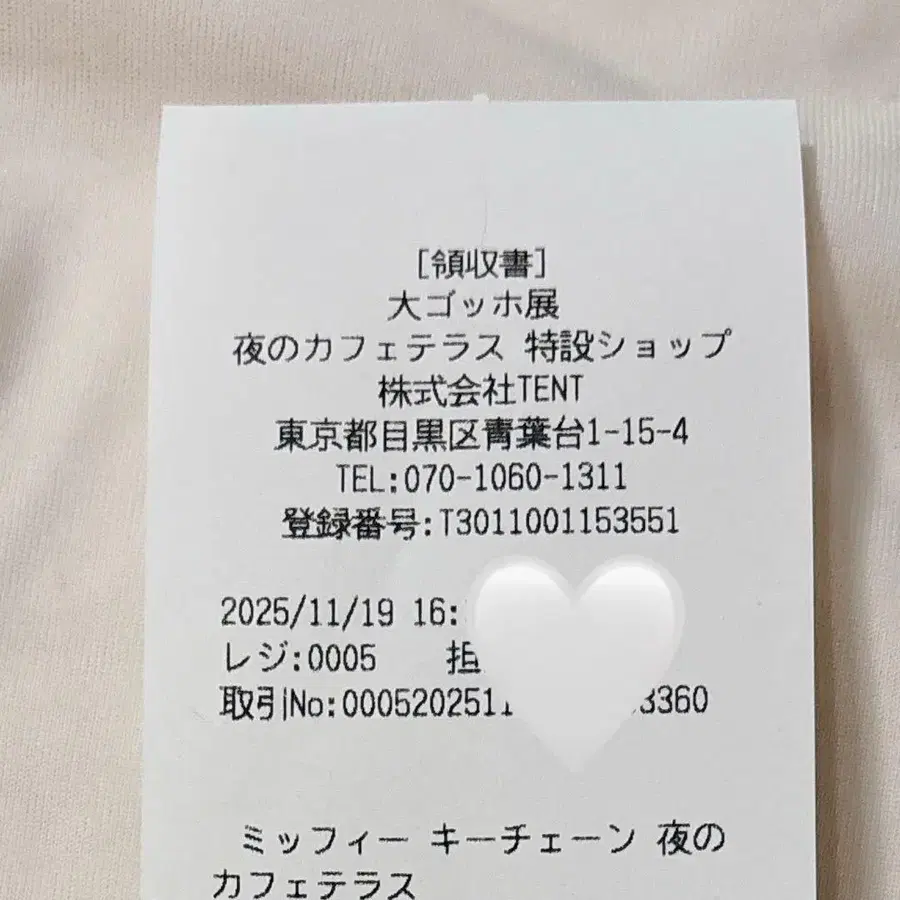 [領収書]
大ゴッホ展
夜のカフェテラス 特設ショップ
株式会社TENT
東京都目黒区青葉台1-15-4
TEL:070-1060-1311
登録番号:T3011001153551
2025/11/19 16:
レジ:0005 担
取引No:000520251 3360
ミッフィー キーチェーン 夜の
カフェテラス